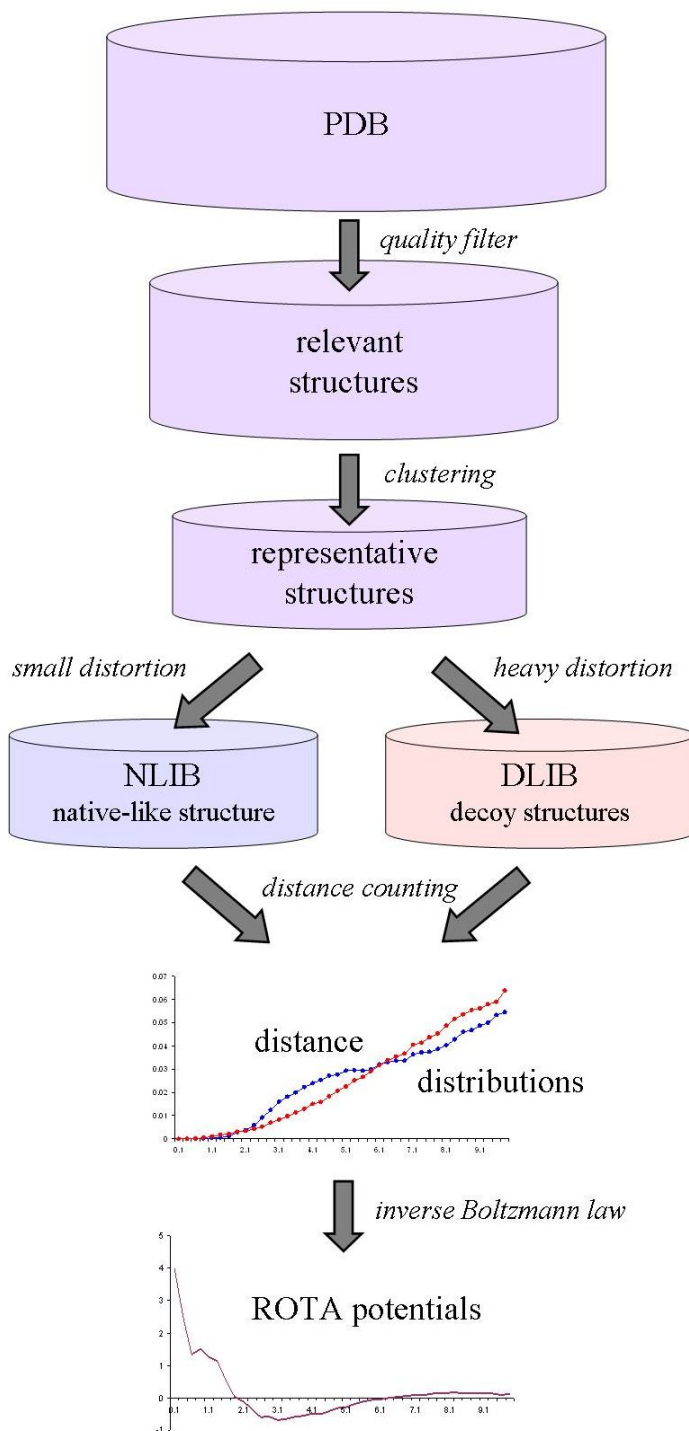 PDB
quality filter
relevant
structures
clustering
representative
structures
small distortion
heavy distortion
NLIB
native-like structure
DLIB
decoy structures
distance counting
0.07
0.06
0.05
0.04
0.03
0.02
0.01
0
distance
distributions
0.1 1.1 2.1 3.1 4.1 5.1 6.1 7.1 8.1 9.1
inverse Boltzmann law
5
4
3
2
1
0
-1
ROTA potentials
0.1 1.1 2.1 3.1 4.1 5.1 6.1 7.1 8.1 9.1